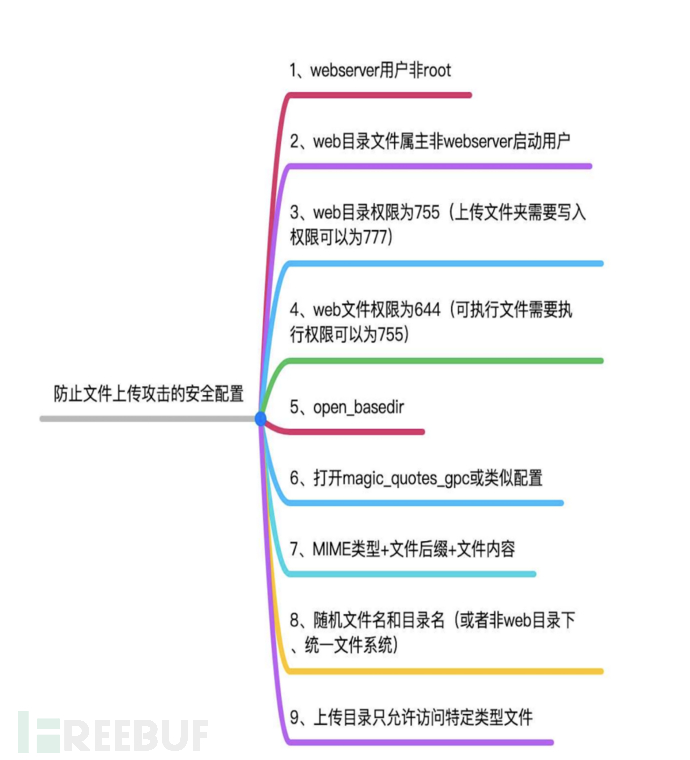 1、webserver用户非root
2、web目录文件属主非webserver启动用户
3、web目录权限为755（上传文件夹需要写入
权限可以为777）
4、web文件权限为644（可执行文件需要执
行权限可以为755）
防止文件上传攻击的安全配置
5、open_basedir
6、打开magic_quotes_gpc或类似配置
7、MIME类型+文件后缀+文件内容
8、随机文件名和目录名（或者非web目录下
、统一文件系统）
9、上传目录只允许访问特定类型文件
FREEBUF